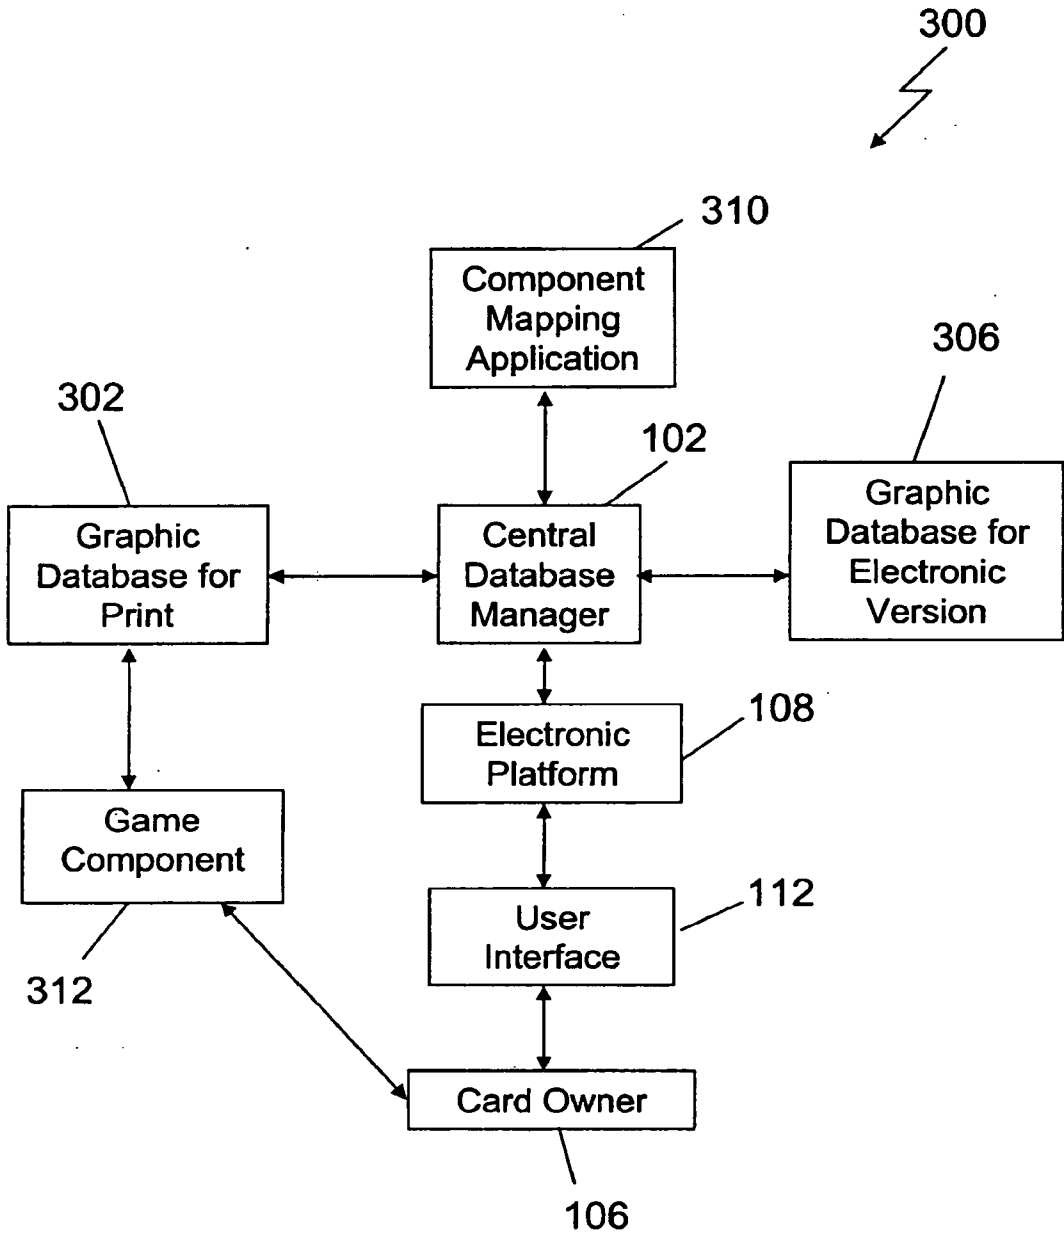 300
310
Component
Mapping
Application
306
302
102
Graphic
Database for
Electronic
Version
Graphic
Database for
Print
Central
Database
Manager
108
Electronic
Platform
Game
Component
112
User
Interface
312
Card Owner
106